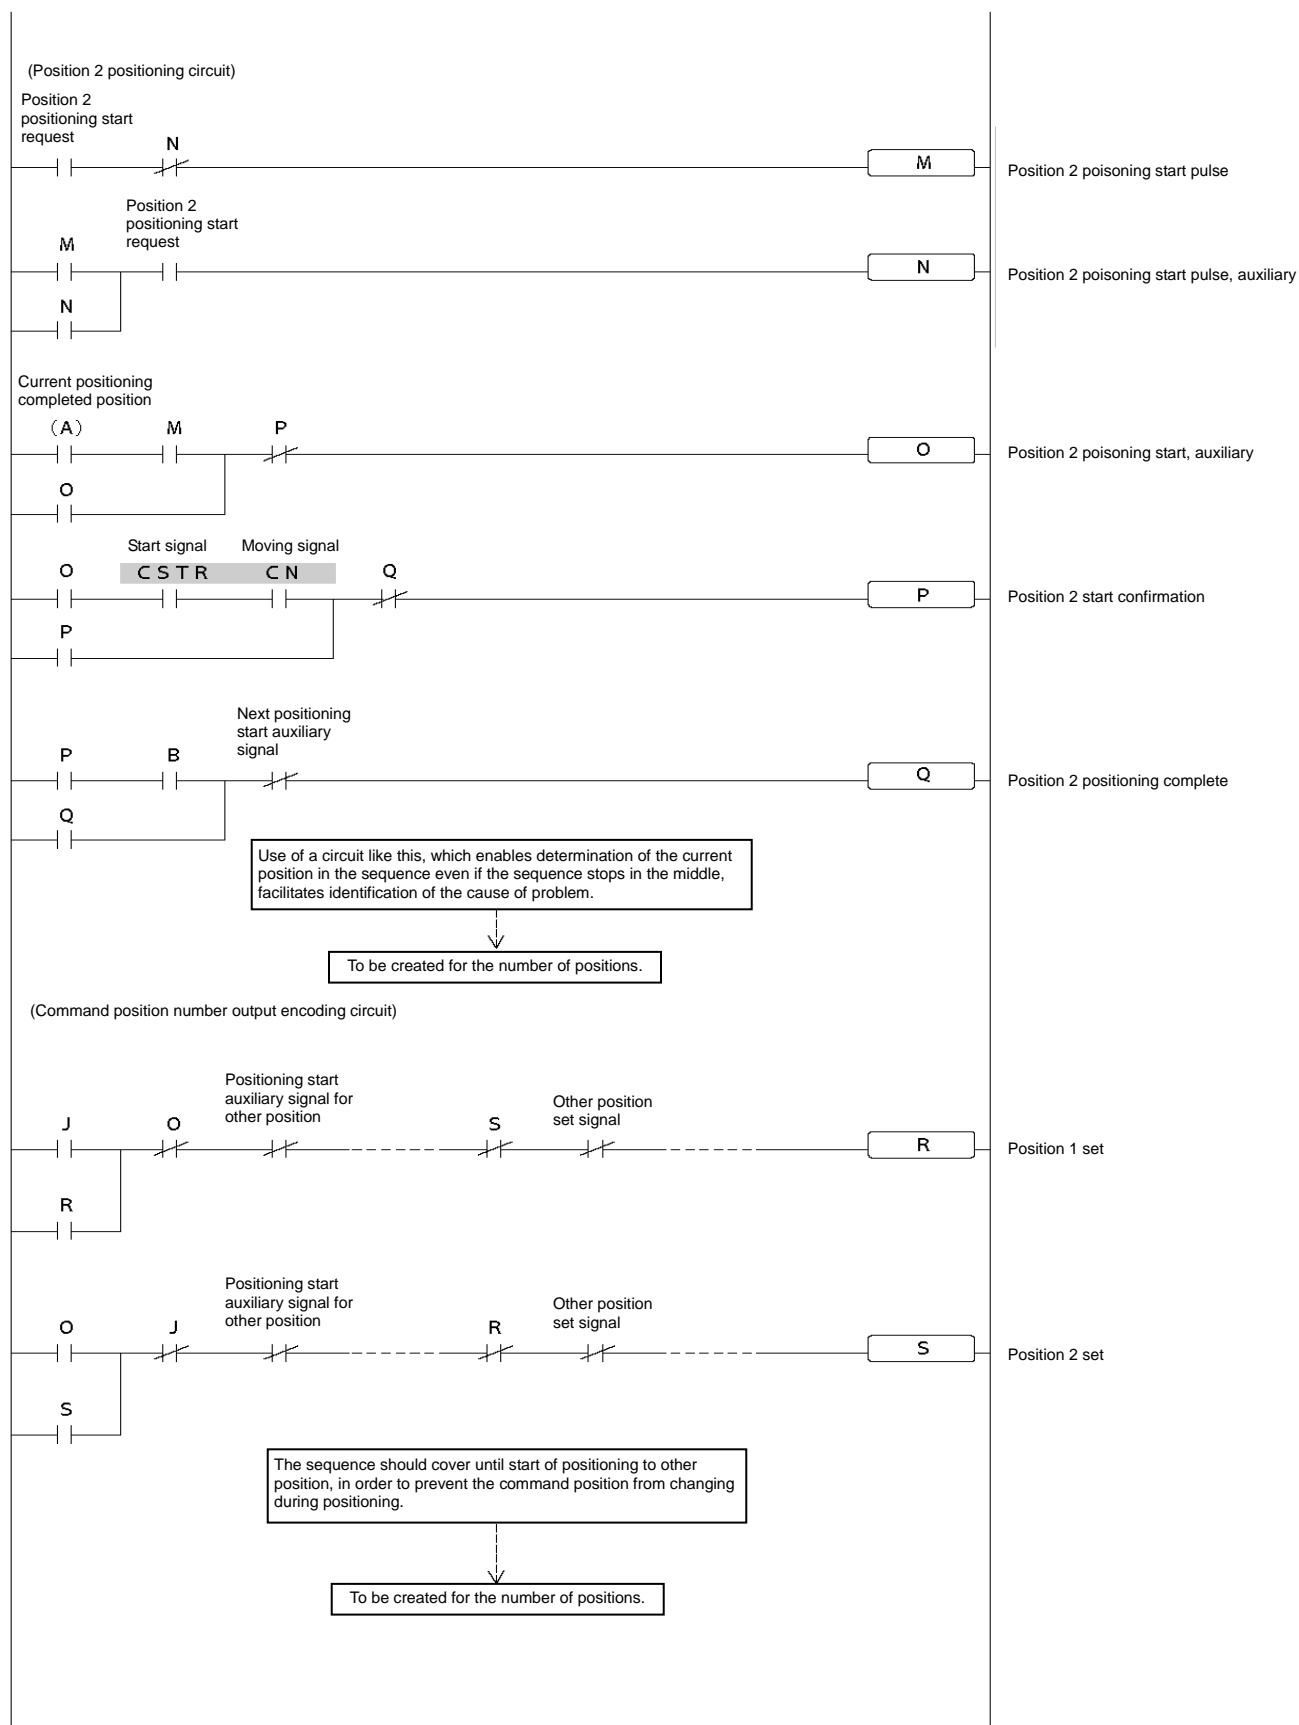 (Position 2 positioning circuit)
Position 2
positioning start
request
N
M
Position 2 poisoning start pulse
Position 2
positioning start
request
M
N
Position 2 poisoning start pulse, auxiliary
N
Current positioning
completed position
(A)
M
P
O
Position 2 poisoning start, auxiliary
O
Start signal
Moving signal
O
CSTR
CN
Q
P
Position 2 start confirmation
P
Next positioning
start auxiliary
signal
P
B
Q
Position 2 positioning complete
Q
Use of a circuit like this, which enables determination of the current
position in the sequence even if the sequence stops in the middle,
facilitates identification of the cause of problem.
To be created for the number of positions.
(Command position number output encoding circuit)
Positioning start
auxiliary signal for
other position
Other position
set signal
J
O
S
R
Position 1 set
R
Positioning start
auxiliary signal for
other position
Other position
set signal
O
J
R
S
Position 2 set
S
The sequence should cover until start of positioning to other
position, in order to prevent the command position from changing
during positioning.
To be created for the number of positions.